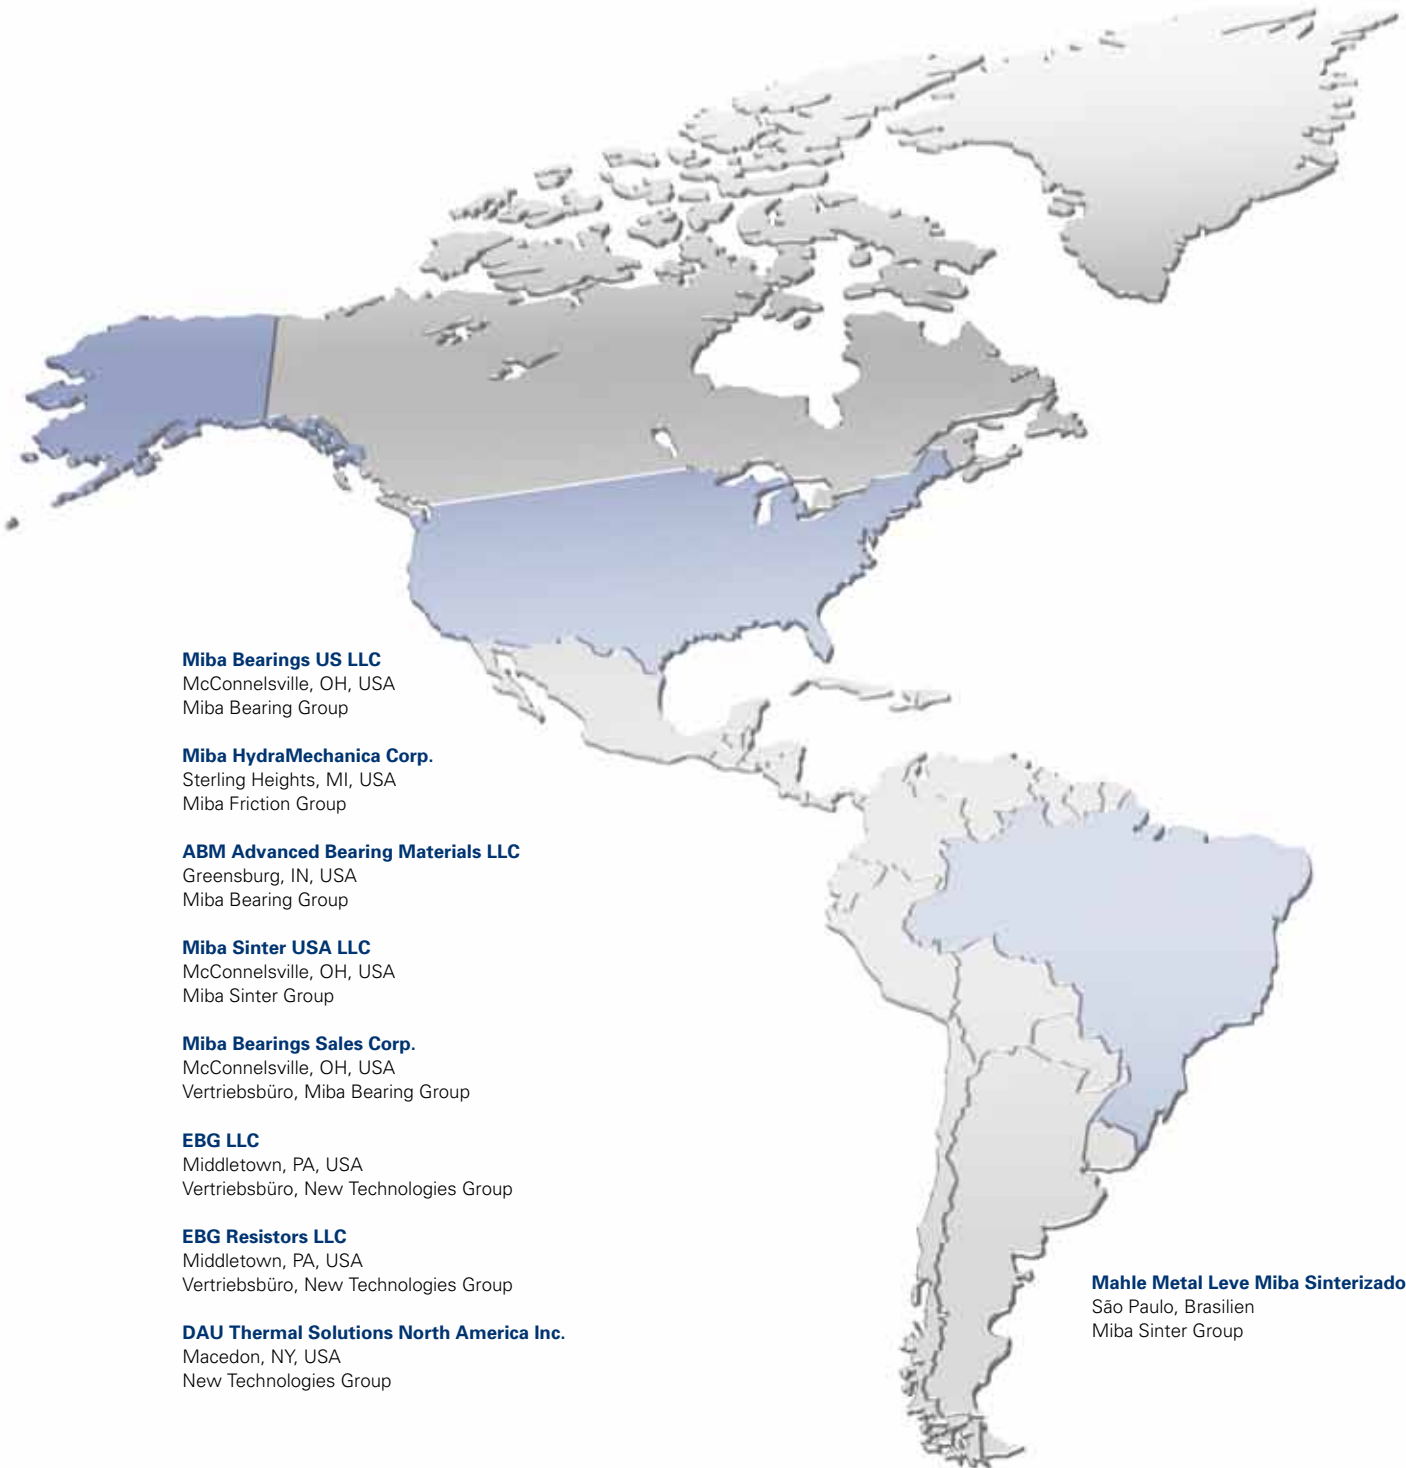 Miba Bearings US LLC
McConnelsville, OH, USA
Miba Bearing Group
Miba HydraMechanica Corp.
Sterling Heights, MI, USA
Miba Friction Group
ABM Advanced Bearing Materials LLC
Greensburg, IN, USA
Miba Bearing Group
Miba Sinter USA LLC
McConnelsville, OH, USA
Miba Sinter Group
Miba Bearings Sales Corp.
McConnelsville, OH, USA
Vertriebsbüro, Miba Bearing Group
EBG LLC
Middletown, PA, USA
Vertriebsbüro, New Technologies Group
EBG Resistors LLC
Middletown, PA, USA
Vertriebsbüro, New Technologies Group
DAU Thermal Solutions North America Inc.
Macedon, NY, USA
New Technologies Group
Mahle Metal Leve Miba Sinterizado
São Paulo, Brasilien
Miba Sinter Group